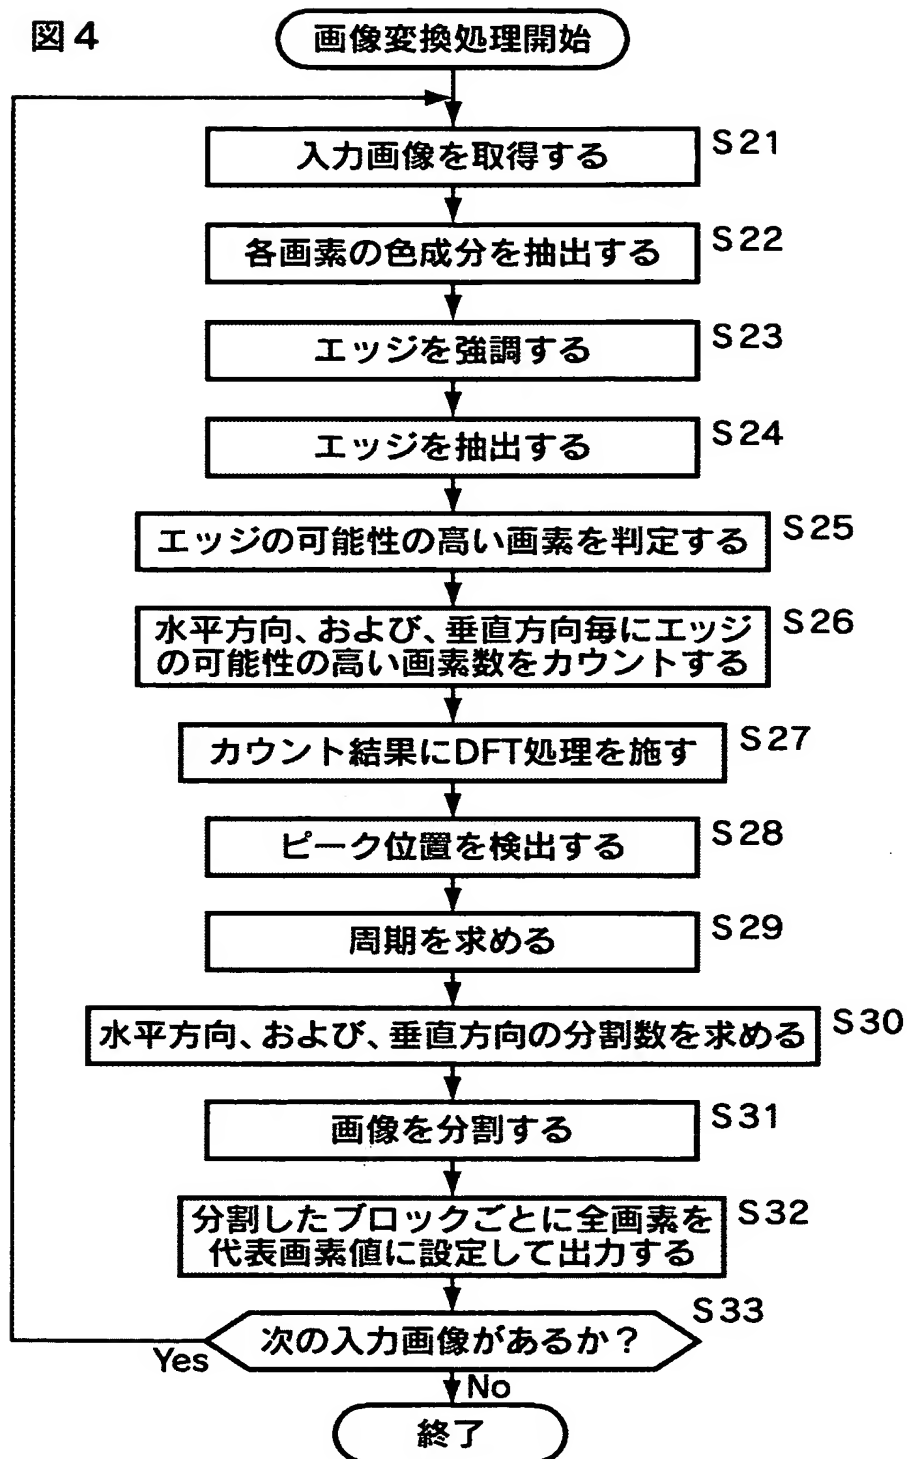 図4
画像変換処理開始
入力画像を取得する
S21
各画素の色成分を抽出する
S22
エッジを強調する
S23
エッジを抽出する
S24
エッジの可能性の高い画素を判定する
S25
水平方向、および、垂直方向毎にエッジ
の可能性の高い画素数をカウントする
S26
カウント結果にDFT処理を施す
S27
ピーク位置を検出する
S28
周期を求める
S29
水平方向、および、垂直方向の分割数を求める
S30
画像を分割する
S31
分割したブロックごとに全画素を
代表画素値に設定して出力する
S32
次の入力画像があるか？
S33
Yes
No
終了